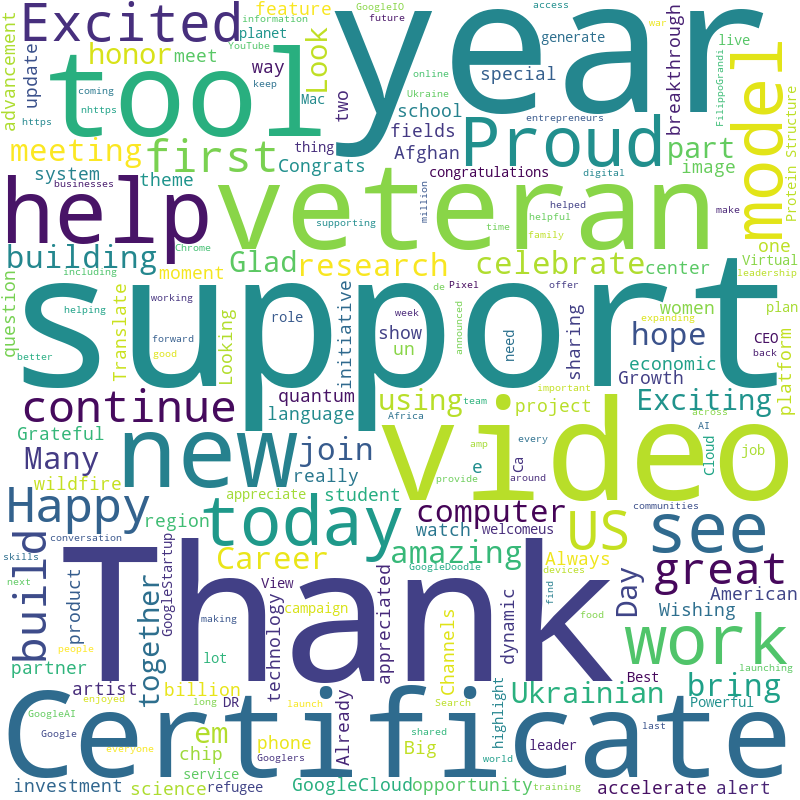 Excited
year
tool
honor
meet
way
Look
feature
information
planet
GoogleIO
future
access
war
generate
YouTube
keep
advancement
update
coming
nhttps
https
Mac
two
special
online
Ukraine
school
fields
entrepreneurs
breakthrough
live
FilippoGrandi
model
Protein Structure
meeting
first
thing
Congrats
Afghan
Proud
part
image
system
businesses
theme
congratulations
digital
help
veteran
million
supporting
helpful
helped
time
family
make
one
Virtual
leadership
building
Chrome
Glad
research
celebrate
center
question
including
moment
helping
Translate
working
support
de
Pixel
offer
women
plan
expanding
better
forward
good
Looking
role
initiative
week
show
un
announced
need
sharing
hope
CEO
back
economic
Growth
platform
continue
quantum
language
using
important
project
team
Exciting
across
Grateful
Many
new
join
Africa
really
video
amp
every
AI
Cloud
job
wildfire
conversation
skills
appreciate
student
e
provide
Ca
around
communities
Happy
region
today
computer
watch
welcomeus
US
see
next
build
product
together
GoogleStartup
Career
View
amazing
GoogleDoodle
Always
devices
find
food
Day
great
American
Wishing
people
making
Thank
technology
campaign
appreciated
Channels
dynamic
work
partner
lot
Best
launching
artist
billion
enjoyed
long
launch
Search
highlight
Ukrainian
bring
Powerful
GoogleAI
Google
DR
Already
shared
Certificate
everyone
em
chip
Googlers
phone
Big
leader
world
last
investment
science
service
refugee
GoogleCloud
opportunity
training
accelerate
alert